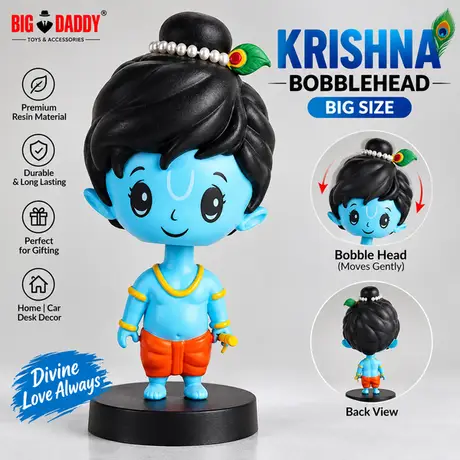 BIG DADDY®
TOYS & ACCESSORIES
KRISHNA
BOBBLEHEAD
BIG SIZE
Premium
Resin Material
Durable
& Long Lasting
Perfect
for Gifting
Home | Car
Desk Decor
Divine
Love Always
Bobble Head
(Moves Gently)
Back View